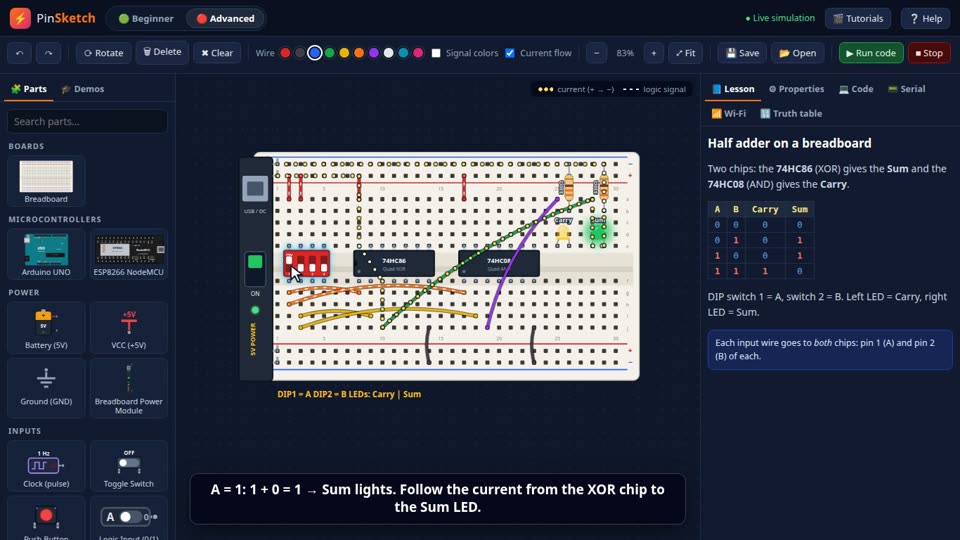 PinSketch
Beginner
Advanced
Live simulation
Tutorials
Help
Rotate
Delete
Clear
Wire
Signal colors
Current flow
83%
Fit
Save
Open
Run code
Stop
Parts
Demos
Search parts...
BOARDS
Breadboard
MICROCONTROLLERS
Arduino UNO
ESP8266 NodeMCU
POWER
5V
Battery (5V)
+5V
VCC (+5V)
Ground (GND)
Breadboard Power
Module
INPUTS
1 Hz
Clock (pulse)
OFF
Toggle Switch
Push Button
A
0
Logic Input (0/1)
current (+ → −)
logic signal
USB / DC
ON
5V POWER
74HC86
Quad XOR
74HC08
Carry
Sum
DIP1 = A DIP2 = B LEDs: Carry | Sum
A = 1: 1 + 0 = 1 → Sum lights. Follow the current from the XOR chip to
the Sum LED.
Lesson
Properties
Code
Serial
Wi-Fi
Truth table
Half adder on a breadboard
Two chips: the 74HC86 (XOR) gives the Sum and the
74HC08 (AND) gives the Carry.
A B Carry Sum
0 0 0 0
0 1 0 1
1 0 0 1
1 1 1 0
DIP switch 1 = A, switch 2 = B. Left LED = Carry, right
LED = Sum.
Each input wire goes to both chips: pin 1 (A) and pin 2
(B) of each.